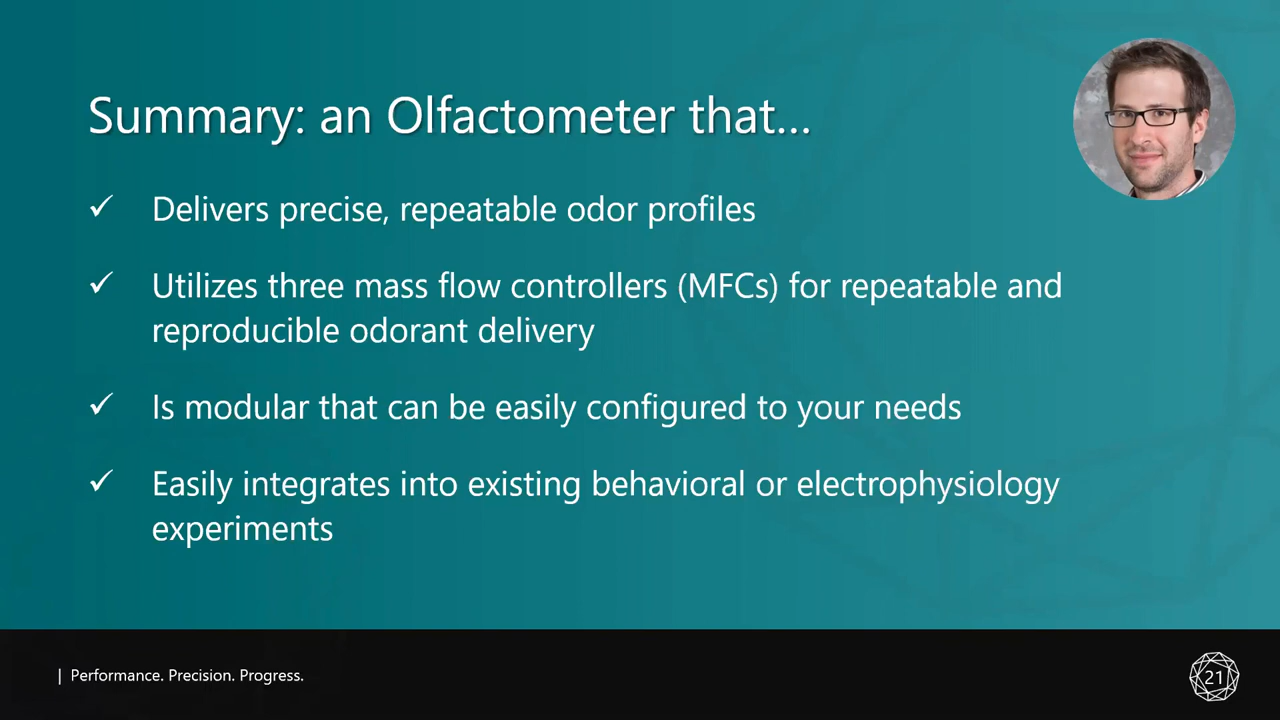 Summary: an Olfactometer that...
✓ Delivers precise, repeatable odor profiles
✓ Utilizes three mass flow controllers (MFCs) for repeatable and
reproducible odorant delivery
✓ Is modular that can be easily configured to your needs
✓ Easily integrates into existing behavioral or electrophysiology
experiments
| Performance. Precision. Progress.
21